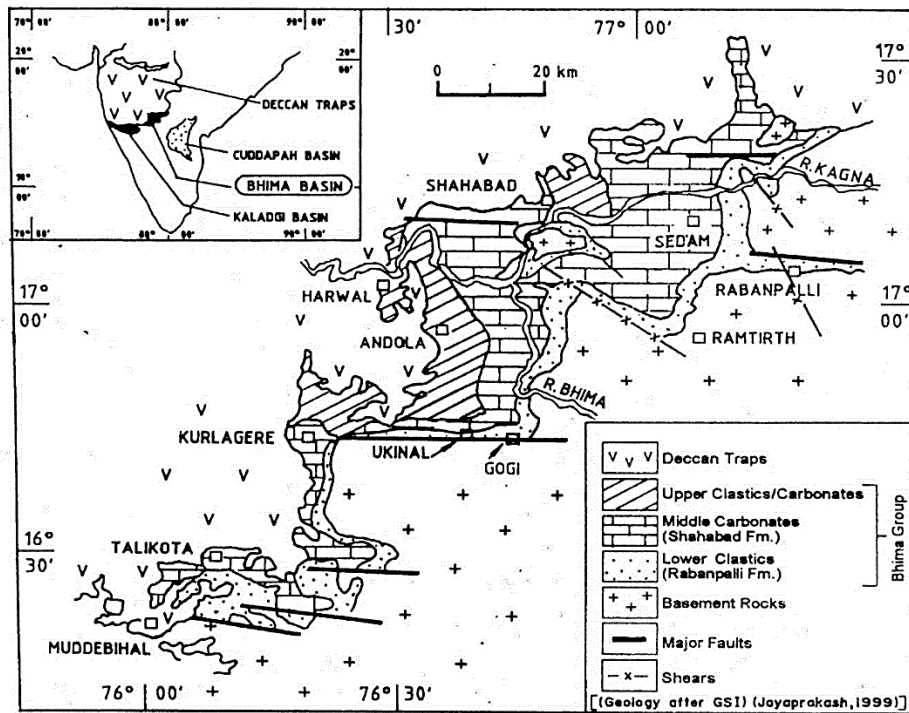 70° 00'
80° 00'
90° 00'
20° 00'
20° 00'
DECCAN TRAPS
CUDDAPAH BASIN
BHIMA BASIN
KALADGI BASIN
70° 00'
80° 00'
90° 00'
30'
77° 00'
17° 30'
0 20 km
R. KAGNA
SHAHABAD
SEDAM
RABANPALLI
HARWAL
17° 00'
17° 00'
RAMTIRTH
ANDOLA
R. BHIMA
KURLAGERE
UKINAL
GOGI
16° 30'
TALIKOTA
MUDDEBIHAL
76° 00'
76° 30'
Deccan Traps
Upper Clastics/Carbonates
Middle Carbonates
(Shahabad Fm.)
Lower Clastics
(Rabanpalli Fm.)
Bhima Group
Basement Rocks
Major Faults
Shears
[(Geology after GSI) (Jayaprakash,1999)]